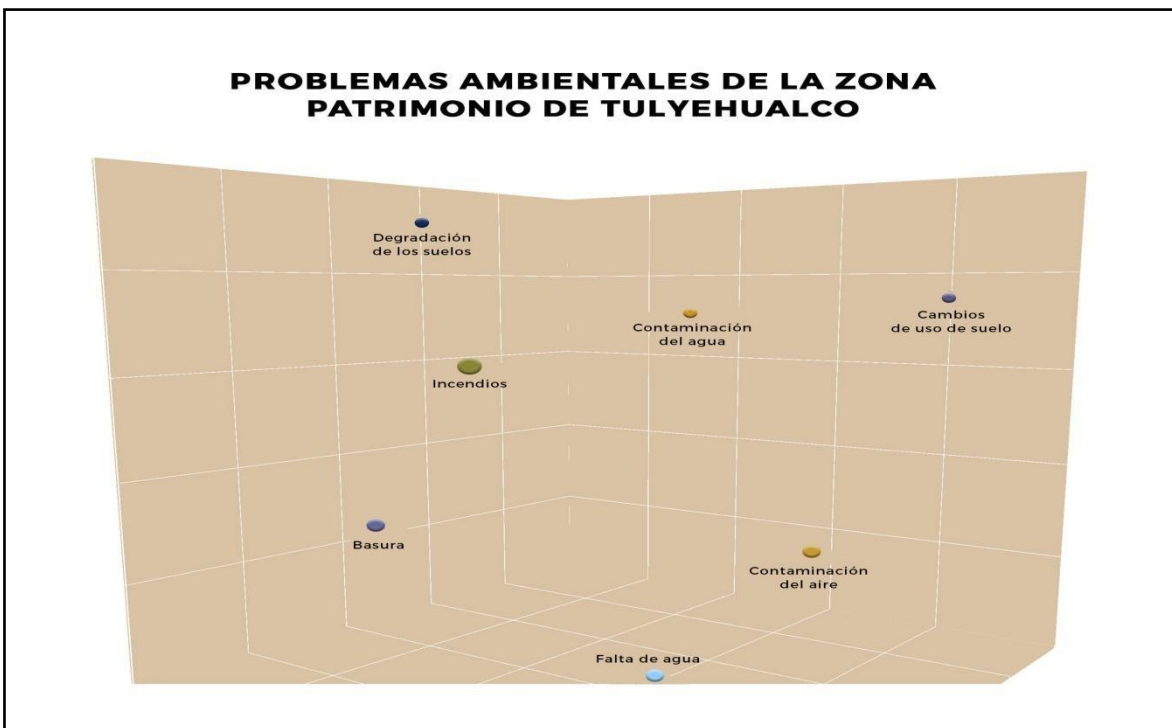 PROBLEMAS AMBIENTALES DE LA ZONA
PATRIMONIO DE TULYEHUALCO
Degradación
de los suelos
Contaminación
del agua
Cambios
de uso de suelo
Incendios
Basura
Contaminación
del aire
Falta de agua